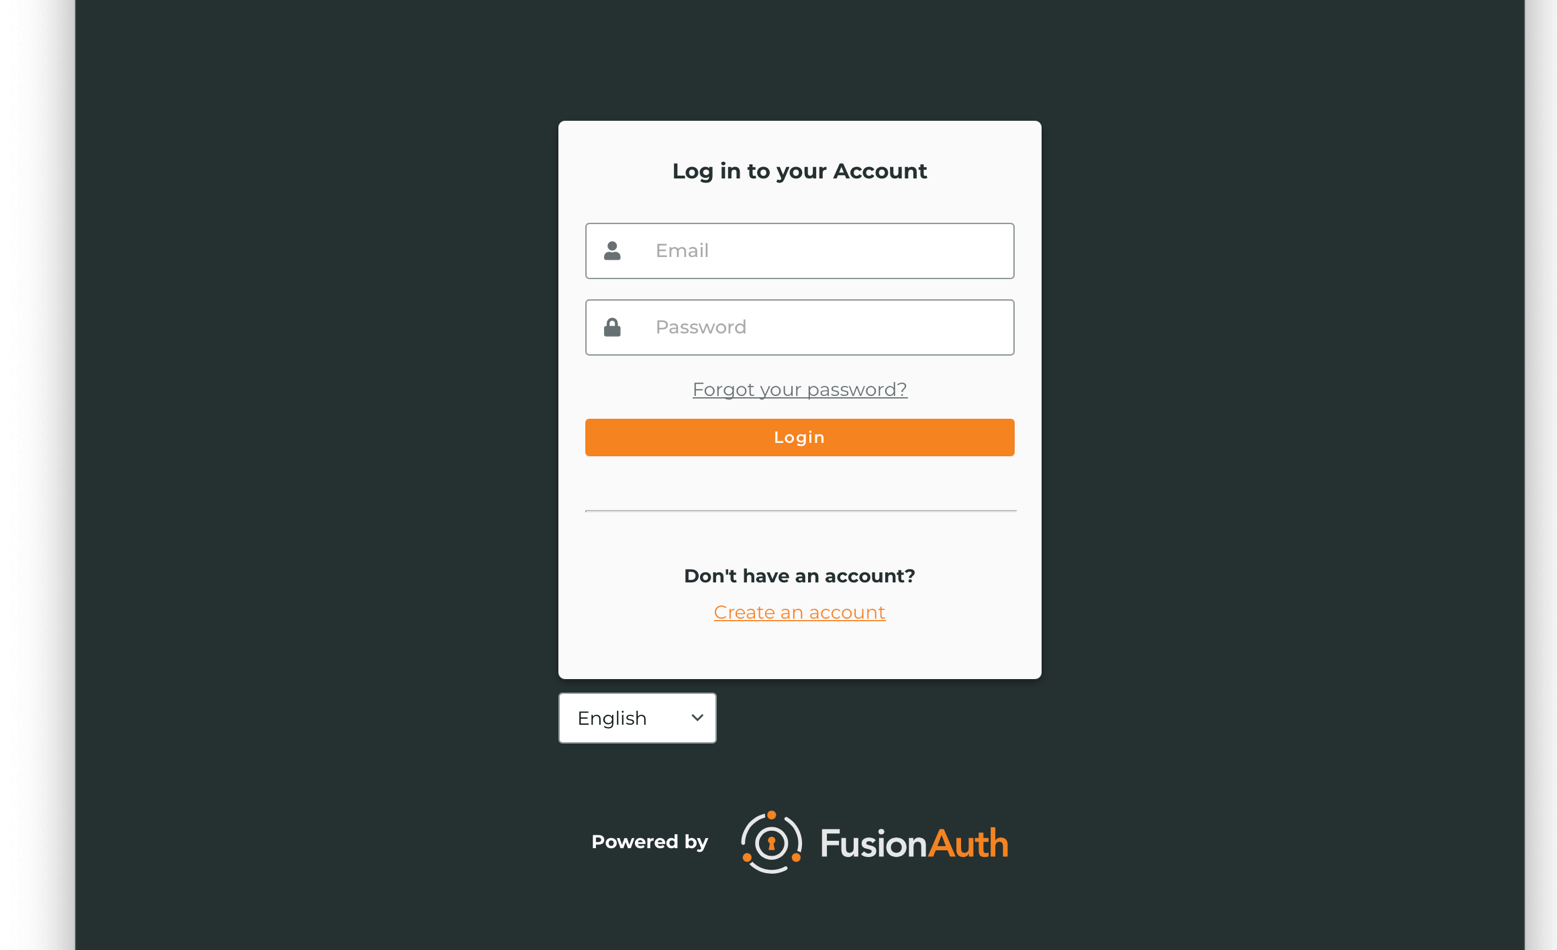 Log in to your Account
Email
Password
Forgot your password?
Login
Don't have an account?
Create an account
English
Powered by FusionAuth